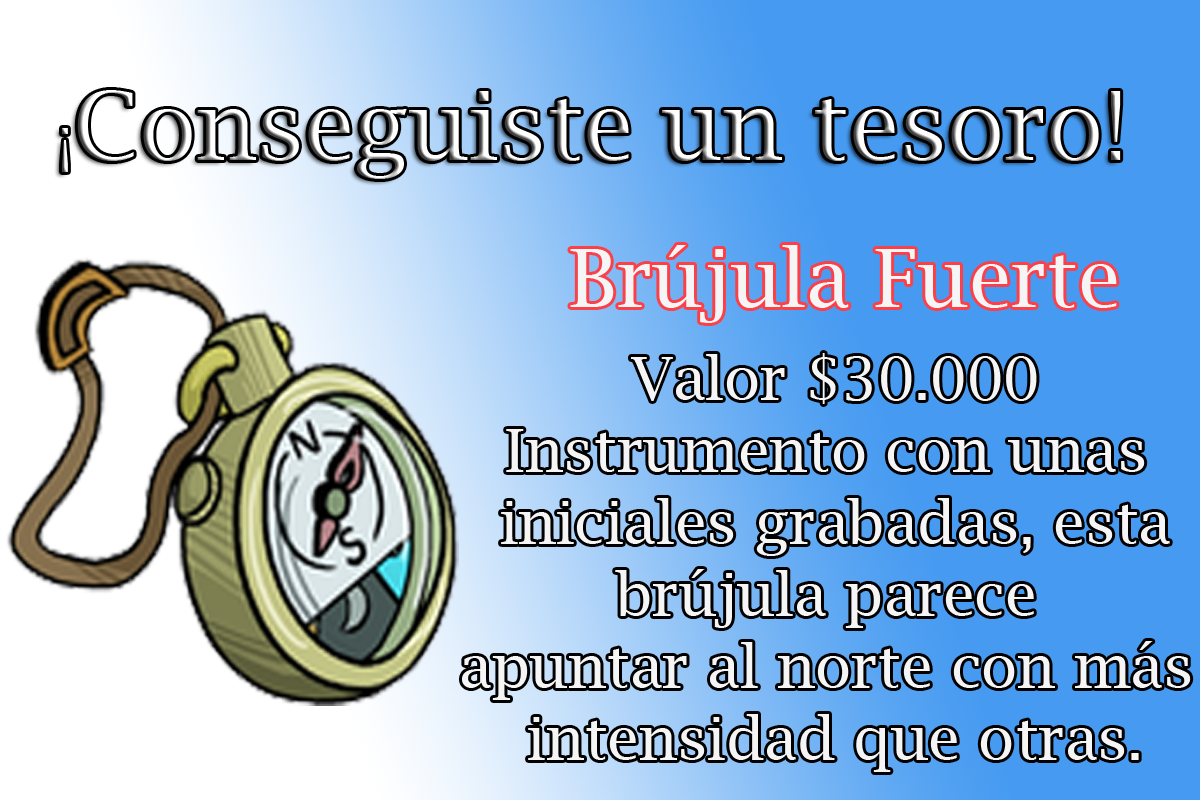 ¡Conseguiste un tesoro!
Brújula Fuerte
Valor $30.000
Instrumento con unas
iniciales grabadas, esta
brújula parece
apuntar al norte con más
intensidad que otras.
N
S